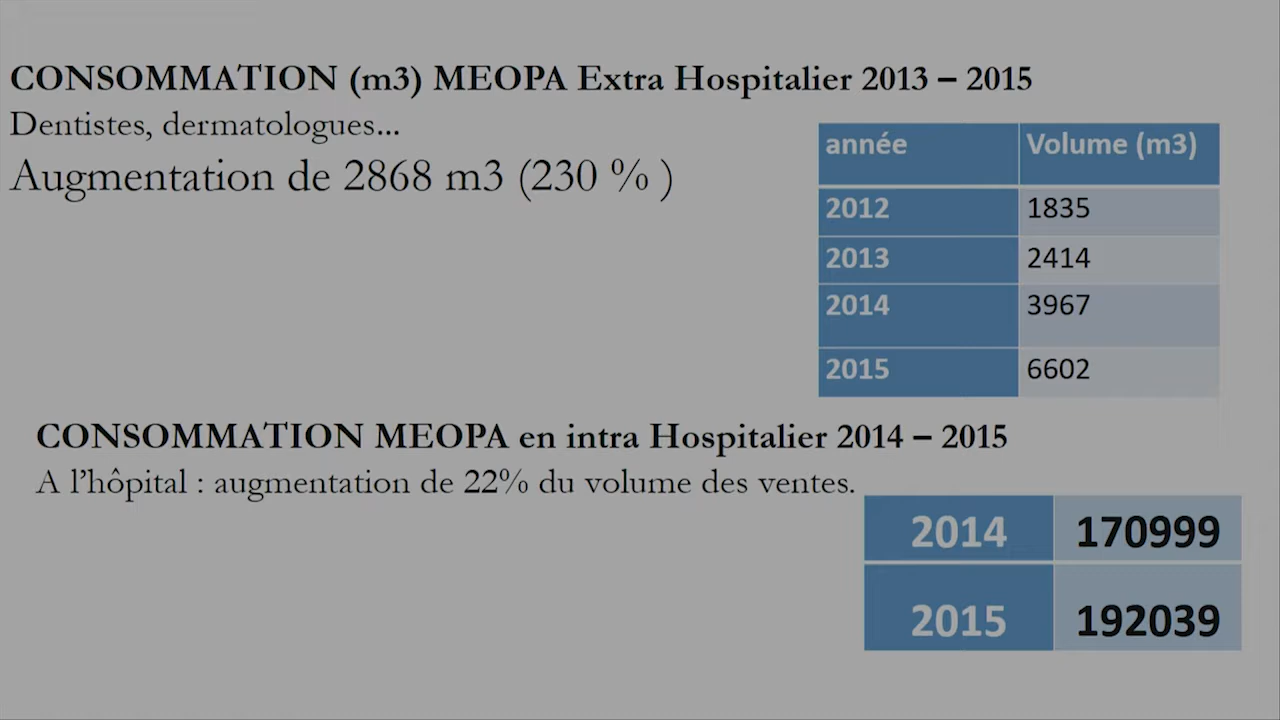 CONSOMMATION (m3) MEOPA Extra Hospitalier 2013 – 2015
Dentistes, dermatologues...
Augmentation de 2868 m3 (230 % )
année Volume (m3)
2012 1835
2013 2414
2014 3967
2015 6602
CONSOMMATION MEOPA en intra Hospitalier 2014 – 2015
A l’hôpital : augmentation de 22% du volume des ventes.
2014 170999
2015 192039